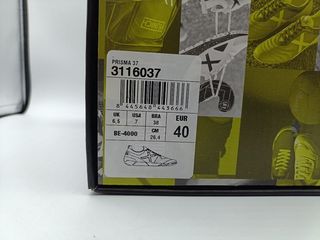 PRISMA 37
3116037
8 445648 443666
UK USA BRA EUR
6,5 7 38 40
BE-4000 CM
26,4